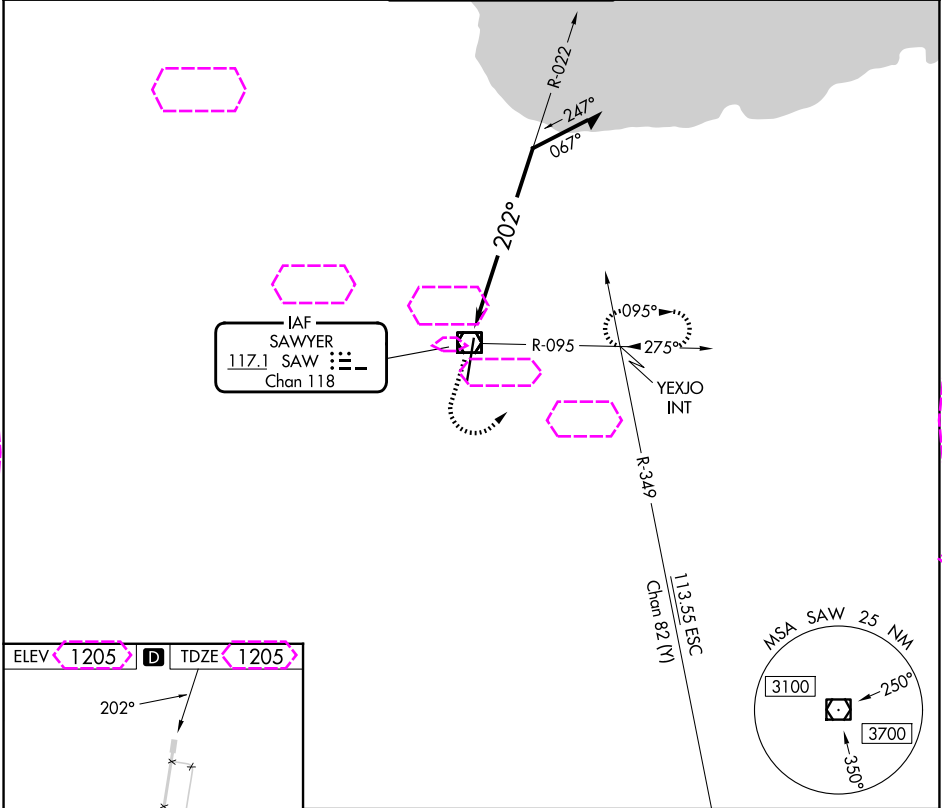 R-022
247°
067°
202°
IAF
SAWYER
117.1 SAW
Chan 118
R-095
095°
275°
YEXJO
INT
R-349
113.55 ESC
Chan 82 (Y)
MSA SAW 25 NM
3100
250°
3700
350°
ELEV 1205 D TDZE 1205
202°